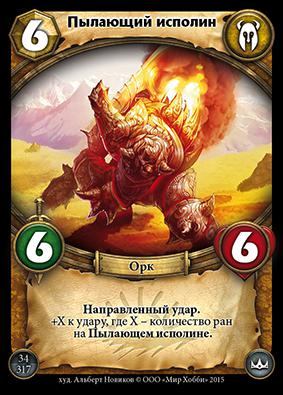 Пылающий исполин
6
6
6
Орк
Направленный удар.
+X к удару, где X – количество ран
на Пылающем исполине.
34
317
худ. Альберт Новиков © ООО «Мир Хобби» 2015